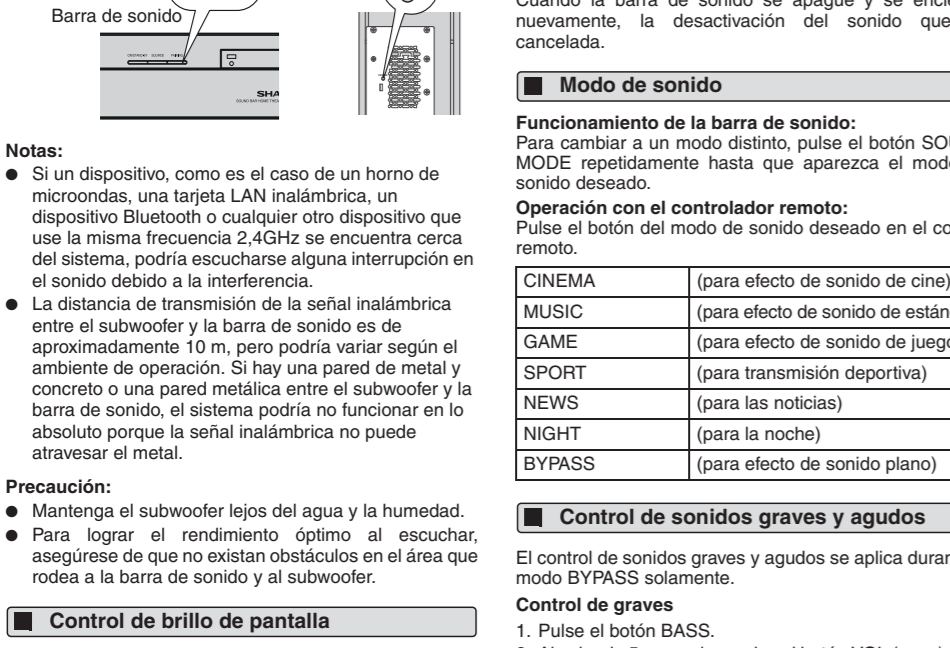 Barra de sonido
SHA
SOUND BAR HOME THEA
Notas:
● Si un dispositivo, como es el caso de un horno de
microondas, una tarjeta LAN inalámbrica, un
dispositivo Bluetooth o cualquier otro dispositivo que
use la misma frecuencia 2,4GHz se encuentra cerca
del sistema, podría escucharse alguna interrupción en
el sonido debido a la interferencia.
● La distancia de transmisión de la señal inalámbrica
entre el subwoofer y la barra de sonido es de
aproximadamente 10 m, pero podría variar según el
ambiente de operación. Si hay una pared de metal y
concreto o una pared metálica entre el subwoofer y la
barra de sonido, el sistema podría no funcionar en lo
absoluto porque la señal inalámbrica no puede
atravesar el metal.
Precaución:
● Mantenga el subwoofer lejos del agua y la humedad.
● Para lograr el rendimiento óptimo al escuchar,
asegúrese de que no existan obstáculos en el área que
rodea a la barra de sonido y al subwoofer.
Control de brillo de pantalla
Cuando la barra de sonido se apague y se encie
nuevamente, la desactivación del sonido que
cancelada.
Modo de sonido
Funcionamiento de la barra de sonido:
Para cambiar a un modo distinto, pulse el botón SOU
MODE repetidamente hasta que aparezca el modo
sonido deseado.
Operación con el controlador remoto:
Pulse el botón del modo de sonido deseado en el co
remoto.
CINEMA (para efecto de sonido de cine)
MUSIC (para efecto de sonido de están
GAME (para efecto de sonido de juego
SPORT (para transmisión deportiva)
NEWS (para las noticias)
NIGHT (para la noche)
BYPASS (para efecto de sonido plano)
Control de sonidos graves y agudos
El control de sonidos graves y agudos se aplica duran
modo BYPASS solamente.
Control de graves
1. Pulse el botón BASS.